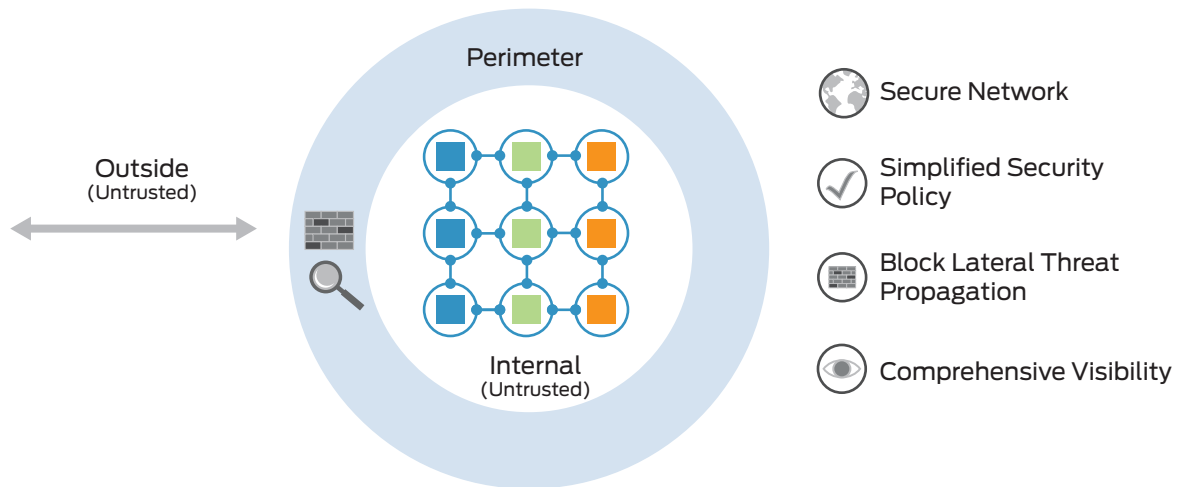 Perimeter
Outside
(Untrusted)
Internal
(Untrusted)
Secure Network
Simplified Security
Policy
Block Lateral Threat
Propagation
Comprehensive Visibility